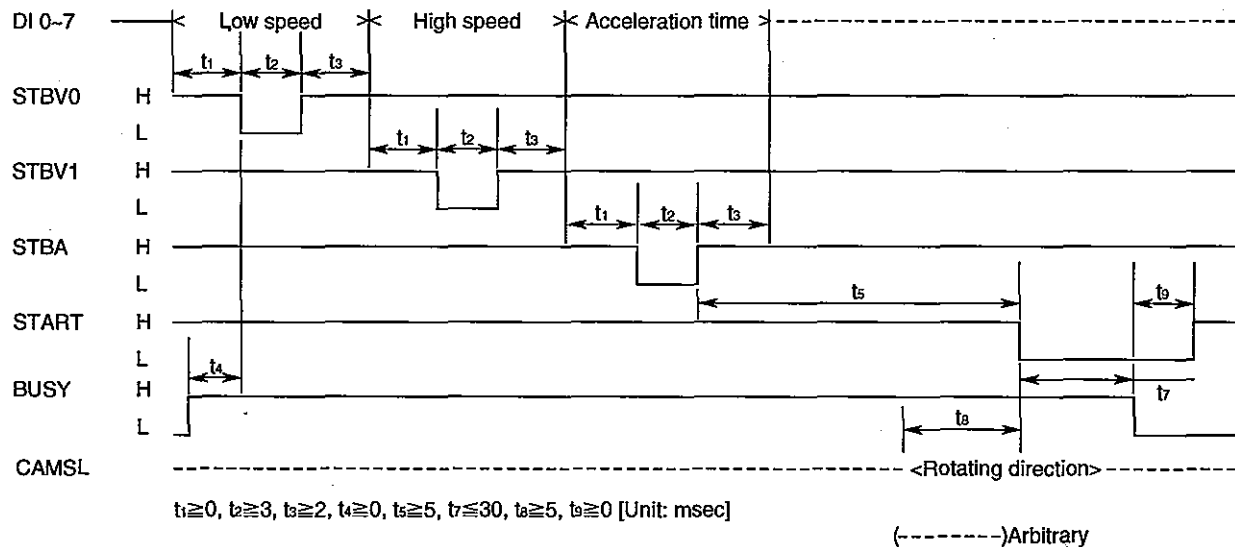 DI 0~7 Low speed High speed Acceleration time
t1 t2 t3
STBV0 H
L
t1 t2 t3
STBV1 H
L
t1 t2 t3
STBA H
L
t5 t9
START H
L
t4
BUSY H
t7
L
t8
CAMSL <Rotating direction>
t1≧0, t2≧3, t3≧2, t4≧0, t5≧5, t7≦30, t8≧5, t9≧0 [Unit: msec]
(--------)Arbitrary